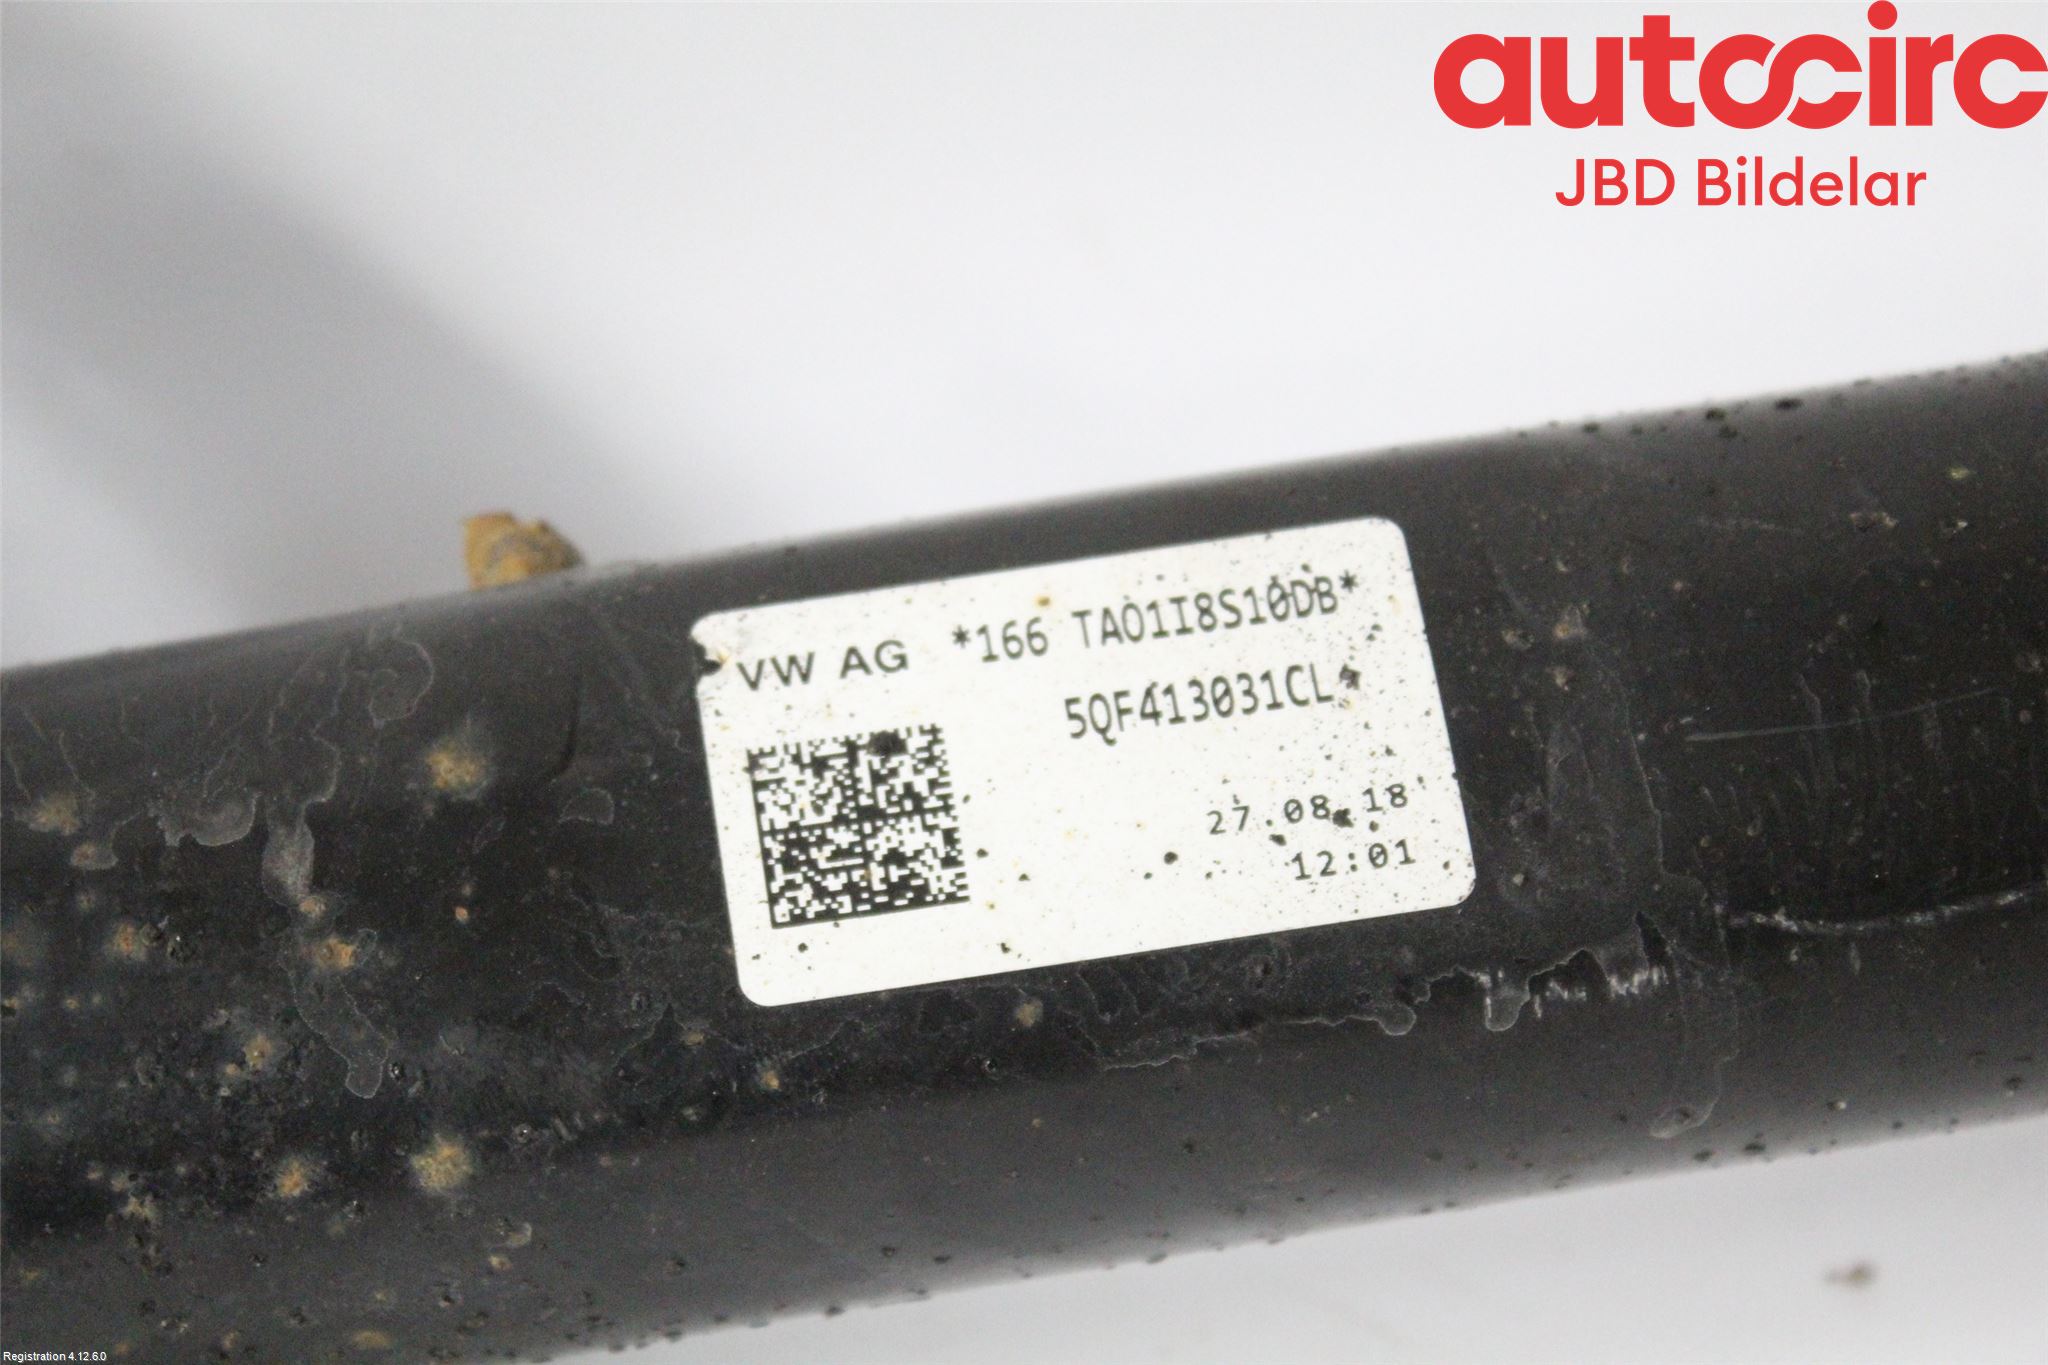 autocirc
JBD Bildelar
VW AG *166 TA01I8S10DB*
5QF413031CL
27.08.18
12:01
Registration 4.12.6.0